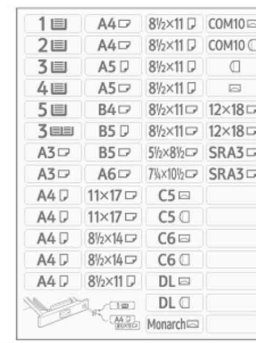 1 A4 8½×11 COM10
2 A4 8½×11 COM10
3 A5 8½×11
4 A5 8½×11
5 B4 8½×11 12×18
3 B5 8½×11 12×18
A3 B5 5½×8½ SRA3
A3 A6 7¼×10½ SRA3
A4 11×17 C5
A4 11×17 C5
A4 8½×14 C6
A4 8½×14 C6
A4 8½×11 DL
DL
Monarch
1
A4